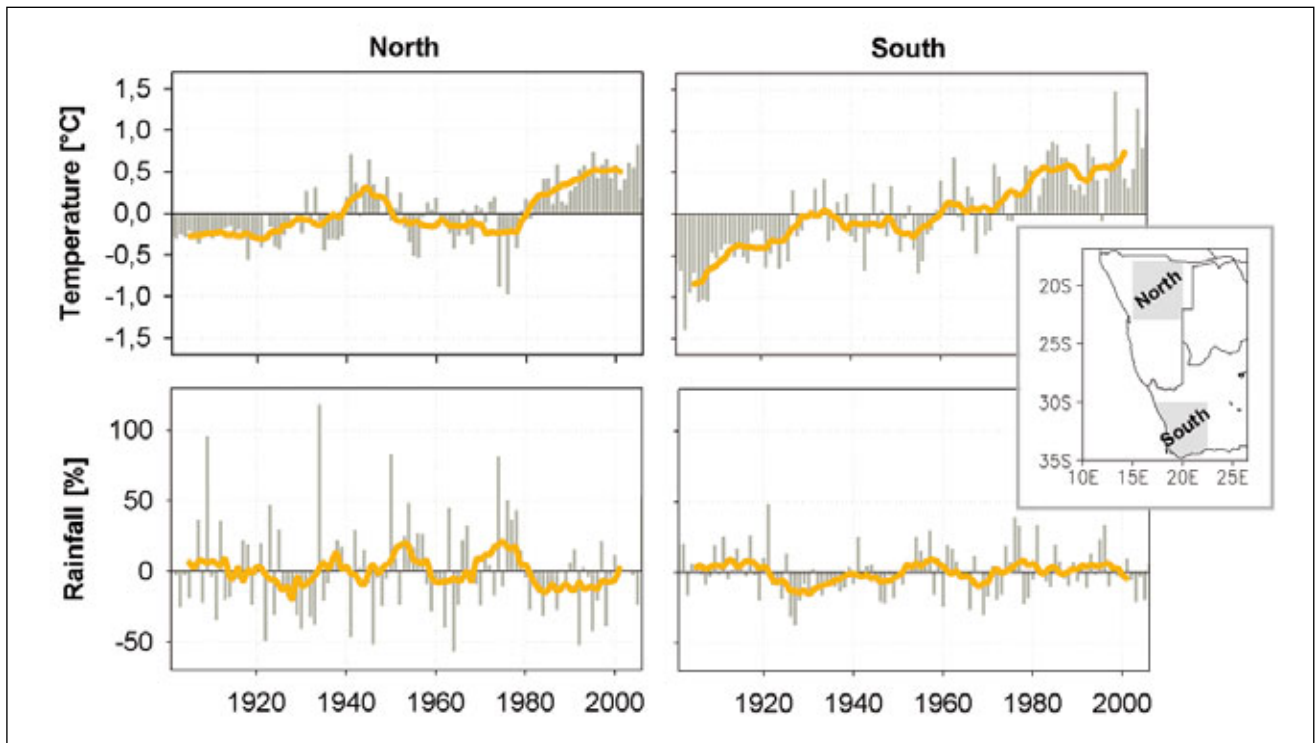 North
South
Temperature [°C]
1,5
1,0
0,5
0,0
-0,5
-1,0
-1,5
Rainfall [%]
100
50
0
-50
1920 1940 1960 1980 2000
1920 1940 1960 1980 2000
20S
25S
30S
35S
10E 15E 20E 25E
North
South